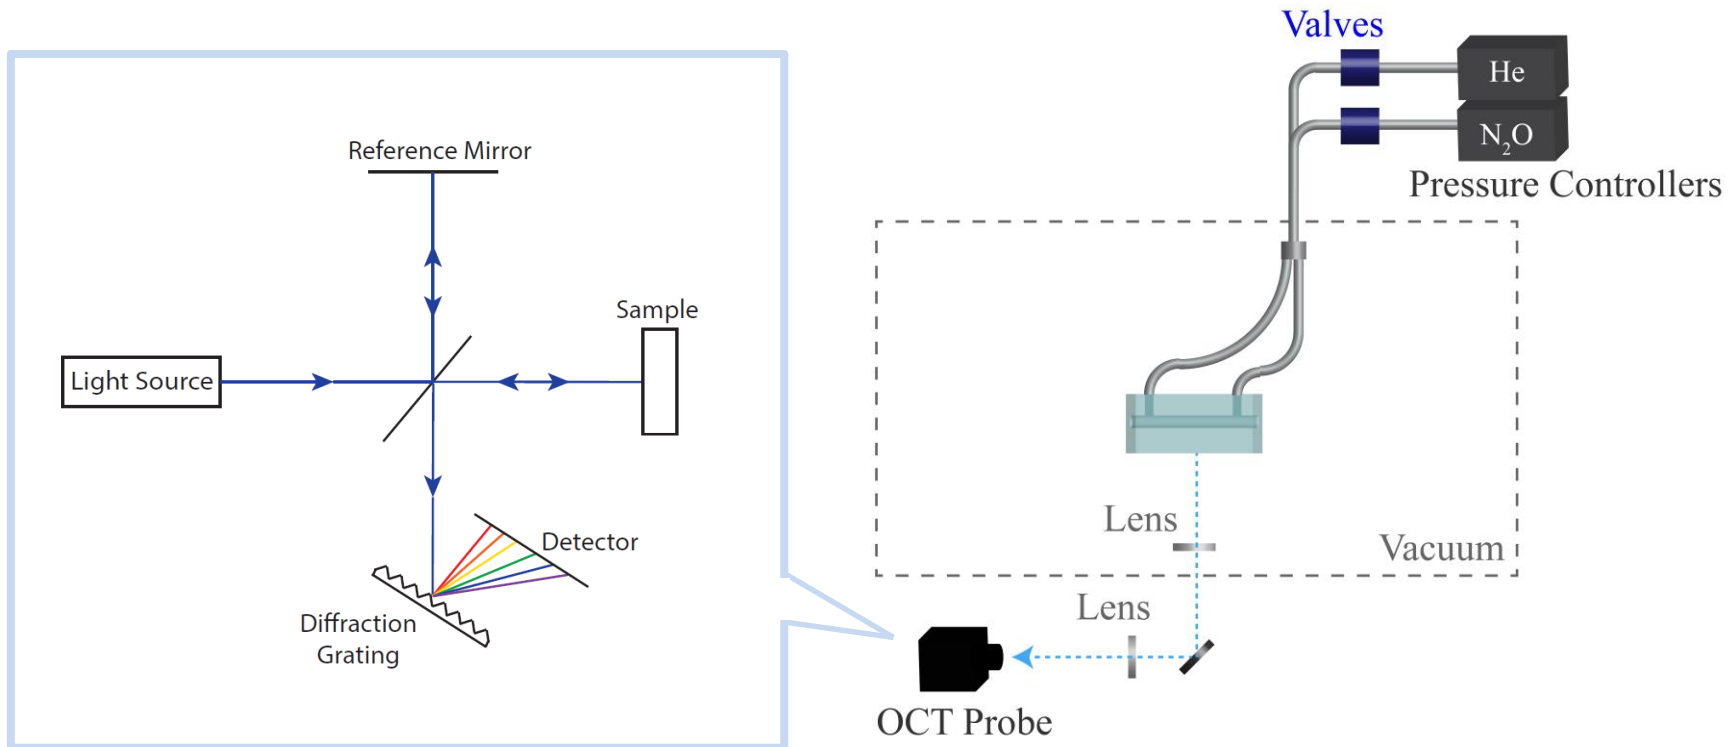 Reference Mirror
Sample
Light Source
Detector
Diffraction
Grating
Valves
He
N₂O
Pressure Controllers
Lens
Vacuum
Lens
OCT Probe